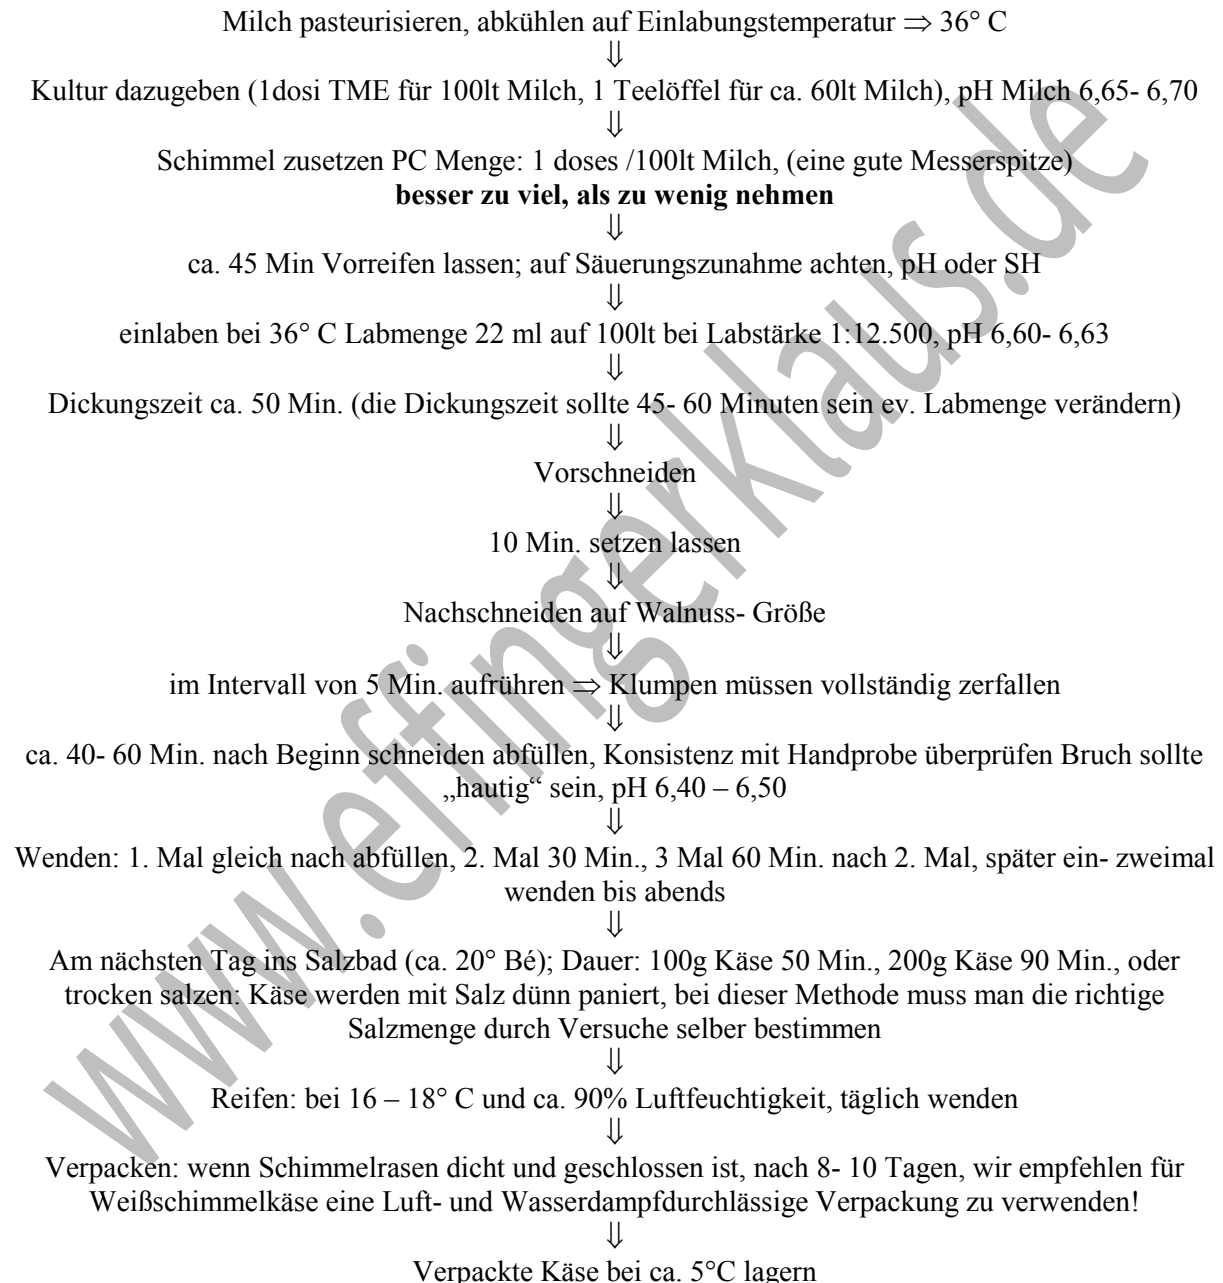 Milch pasteurisieren, abkühlen auf Einlabungstemperatur ⇒ 36° C
⇓
Kultur dazugeben (1dosi TME für 100lt Milch, 1 Teelöffel für ca. 60lt Milch), pH Milch 6,65- 6,70
⇓
Schimmel zusetzen PC Menge: 1 doses /100lt Milch, (eine gute Messerspitze)
besser zu viel, als zu wenig nehmen
⇓
ca. 45 Min Vorreifen lassen; auf Säuerungszunahme achten, pH oder SH
⇓
einlaben bei 36° C Labmenge 22 ml auf 100lt bei Labstärke 1:12.500, pH 6,60- 6,63
⇓
Dickungszeit ca. 50 Min. (die Dickungszeit sollte 45- 60 Minuten sein ev. Labmenge verändern)
⇓
Vorschneiden
⇓
10 Min. setzen lassen
⇓
Nachschneiden auf Walnuss- Größe
⇓
im Intervall von 5 Min. aufrühren ⇒ Klumpen müssen vollständig zerfallen
⇓
ca. 40- 60 Min. nach Beginn schneiden abfüllen, Konsistenz mit Handprobe überprüfen Bruch sollte
„hautig“ sein, pH 6,40 – 6,50
⇓
Wenden: 1. Mal gleich nach abfüllen, 2. Mal 30 Min., 3 Mal 60 Min. nach 2. Mal, später ein- zweimal
wenden bis abends
⇓
Am nächsten Tag ins Salzbad (ca. 20° Bé); Dauer: 100g Käse 50 Min., 200g Käse 90 Min., oder
trocken salzen: Käse werden mit Salz dünn paniert, bei dieser Methode muss man die richtige
Salzmenge durch Versuche selber bestimmen
⇓
Reifen: bei 16 – 18° C und ca. 90% Luftfeuchtigkeit, täglich wenden
⇓
Verpacken: wenn Schimmelrasen dicht und geschlossen ist, nach 8- 10 Tagen, wir empfehlen für
Weißschimmelkäse eine Luft- und Wasserdampfdurchlässige Verpackung zu verwenden!
⇓
Verpackte Käse bei ca. 5°C lagern
www.effingerklaus.de